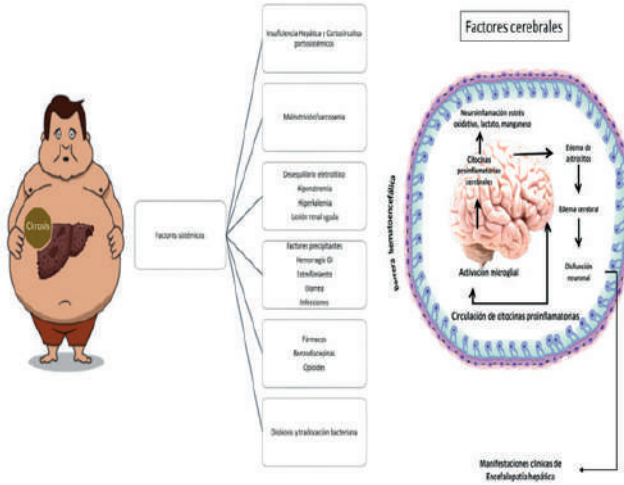 Cirrosis
Factores sistémicos
Insuficiencia Hepática y Cortocircuitos
portosistémicos
Malnutrición/sarcopenia
Desequilibrio eletrolítico
Hiponatremia
Hiperkalemia
Lesión renal aguda
Factores precipitantes
Hemorragia GI
Estreñimiento
Diarrea
Infecciones
Fármacos
Benzodiacepinas
Opioides
Disbiosis y traslocación bacteriana
Factores cerebrales
Barrera hematoencefálica
Neuroinflamación estrés
oxidativo, lactato, manganeso
Citocinas
proinflamatorias
cerebrales
Activación microglial
Circulación de citocinas proinflamatorias
Edema de
astrocitos
Edema cerebral
Disfunción
neuronal
Manifestaciones clínicas de
Encefalopatía hepática